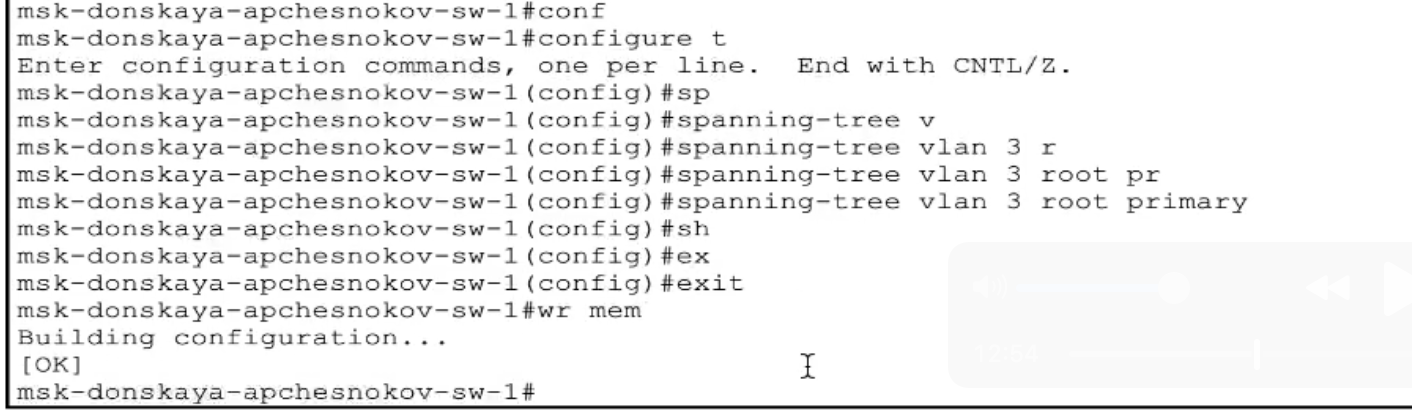 msk-donskaya-apchesnokov-sw-1#conf
msk-donskaya-apchesnokov-sw-1#configure t
Enter configuration commands, one per line.  End with CNTL/Z.
msk-donskaya-apchesnokov-sw-1(config)#sp
msk-donskaya-apchesnokov-sw-1(config)#spanning-tree v
msk-donskaya-apchesnokov-sw-1(config)#spanning-tree vlan 3 r
msk-donskaya-apchesnokov-sw-1(config)#spanning-tree vlan 3 root pr
msk-donskaya-apchesnokov-sw-1(config)#spanning-tree vlan 3 root primary
msk-donskaya-apchesnokov-sw-1(config)#sh
msk-donskaya-apchesnokov-sw-1(config)#ex
msk-donskaya-apchesnokov-sw-1(config)#exit
msk-donskaya-apchesnokov-sw-1#wr mem
Building configuration...
[OK]
12:54
msk-donskaya-apchesnokov-sw-1#